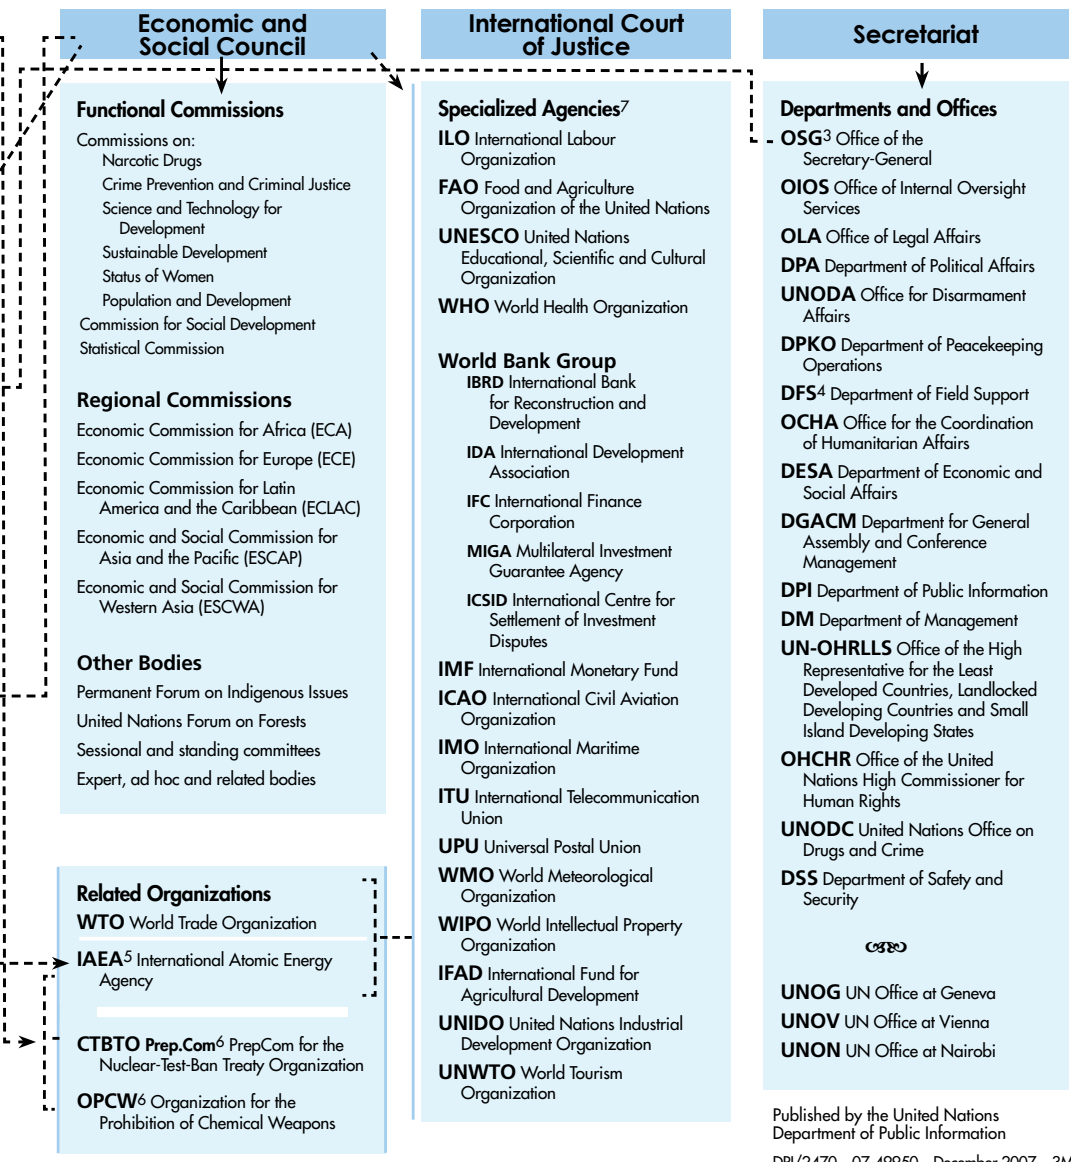 Economic and
Social Council
Functional Commissions
Commissions on:
Narcotic Drugs
Crime Prevention and Criminal Justice
Science and Technology for
Development
Sustainable Development
Status of Women
Population and Development
Commission for Social Development
Statistical Commission
Regional Commissions
Economic Commission for Africa (ECA)
Economic Commission for Europe (ECE)
Economic Commission for Latin
America and the Caribbean (ECLAC)
Economic and Social Commission for
Asia and the Pacific (ESCAP)
Economic and Social Commission for
Western Asia (ESCWA)
Other Bodies
Permanent Forum on Indigenous Issues
United Nations Forum on Forests
Sessional and standing committees
Expert, ad hoc and related bodies
Related Organizations
WTO World Trade Organization
IAEA5 International Atomic Energy
Agency
CTBTO Prep.Com6 PrepCom for the
Nuclear-Test-Ban Treaty Organization
OPCW6 Organization for the
Prohibition of Chemical Weapons
International Court
of Justice
Specialized Agencies7
ILO International Labour
Organization
FAO Food and Agriculture
Organization of the United Nations
UNESCO United Nations
Educational, Scientific and Cultural
Organization
WHO World Health Organization
World Bank Group
IBRD International Bank
for Reconstruction and
Development
IDA International Development
Association
IFC International Finance
Corporation
MIGA Multilateral Investment
Guarantee Agency
ICSID International Centre for
Settlement of Investment
Disputes
IMF International Monetary Fund
ICAO International Civil Aviation
Organization
IMO International Maritime
Organization
ITU International Telecommunication
Union
UPU Universal Postal Union
WMO World Meteorological
Organization
WIPO World Intellectual Property
Organization
IFAD International Fund for
Agricultural Development
UNIDO United Nations Industrial
Development Organization
UNWTO World Tourism
Organization
Secretariat
Departments and Offices
OSG3 Office of the
Secretary-General
OIOS Office of Internal Oversight
Services
OLA Office of Legal Affairs
DPA Department of Political Affairs
UNODA Office for Disarmament
Affairs
DPKO Department of Peacekeeping
Operations
DFS4 Department of Field Support
OCHA Office for the Coordination
of Humanitarian Affairs
DESA Department of Economic and
Social Affairs
DGACM Department for General
Assembly and Conference
Management
DPI Department of Public Information
DM Department of Management
UN-OHRLLS Office of the High
Representative for the Least
Developed Countries, Landlocked
Developing Countries and Small
Island Developing States
OHCHR Office of the United
Nations High Commissioner for
Human Rights
UNODC United Nations Office on
Drugs and Crime
DSS Department of Safety and
Security
UNOG UN Office at Geneva
UNOV UN Office at Vienna
UNON UN Office at Nairobi
Published by the United Nations
Department of Public Information
DPI/2470—07-49950—December 2007—3M